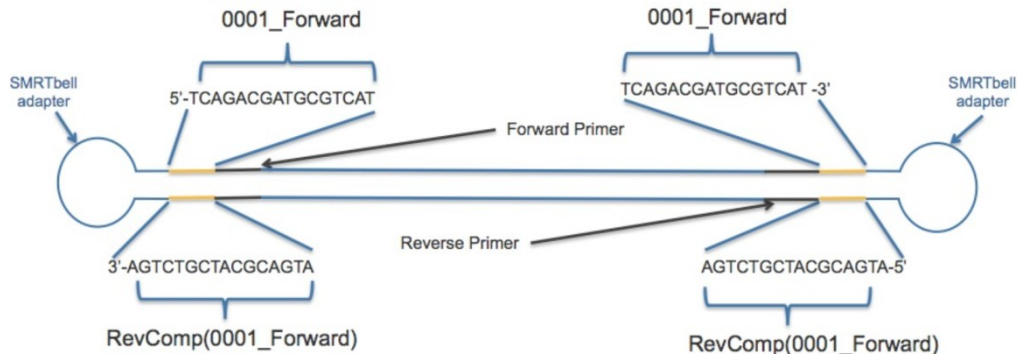 0001_Forward
0001_Forward
SMRTbell
adapter
SMRTbell
adapter
5'-TCAGACGATGCGTCAT
TCAGACGATGCGTCAT -3'
Forward Primer
Reverse Primer
3'-AGTCTGCTACGCAGTA
AGTCTGCTACGCAGTA-5'
RevComp(0001_Forward)
RevComp(0001_Forward)